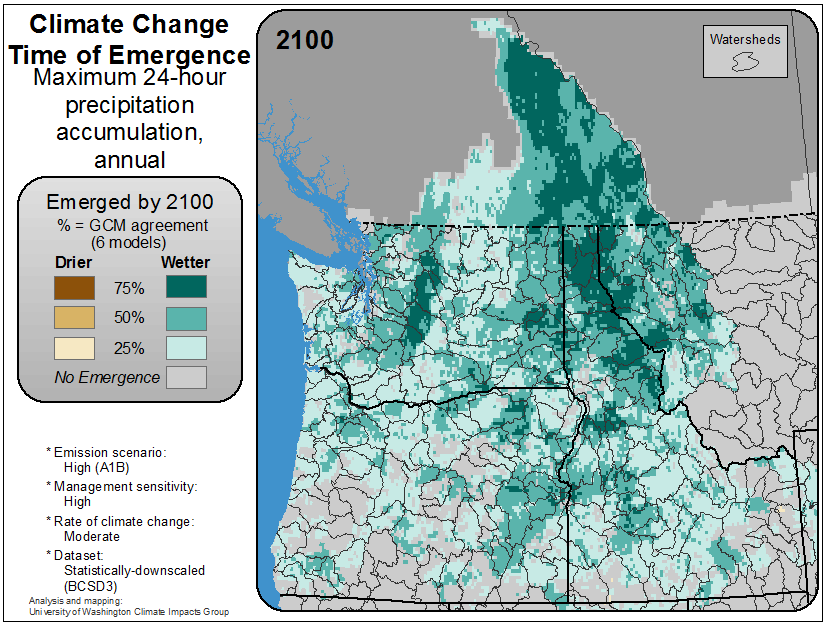 Climate Change
Time of Emergence
Maximum 24-hour
precipitation
accumulation,
annual
Emerged by 2100
% = GCM agreement
(6 models)
Drier Wetter
75%
50%
25%
No Emergence
* Emission scenario:
High (A1B)
* Management sensitivity:
High
* Rate of climate change:
Moderate
* Dataset:
Statistically-downscaled
(BCSD3)
Analysis and mapping:
University of Washington Climate Impacts Group
2100
Watersheds